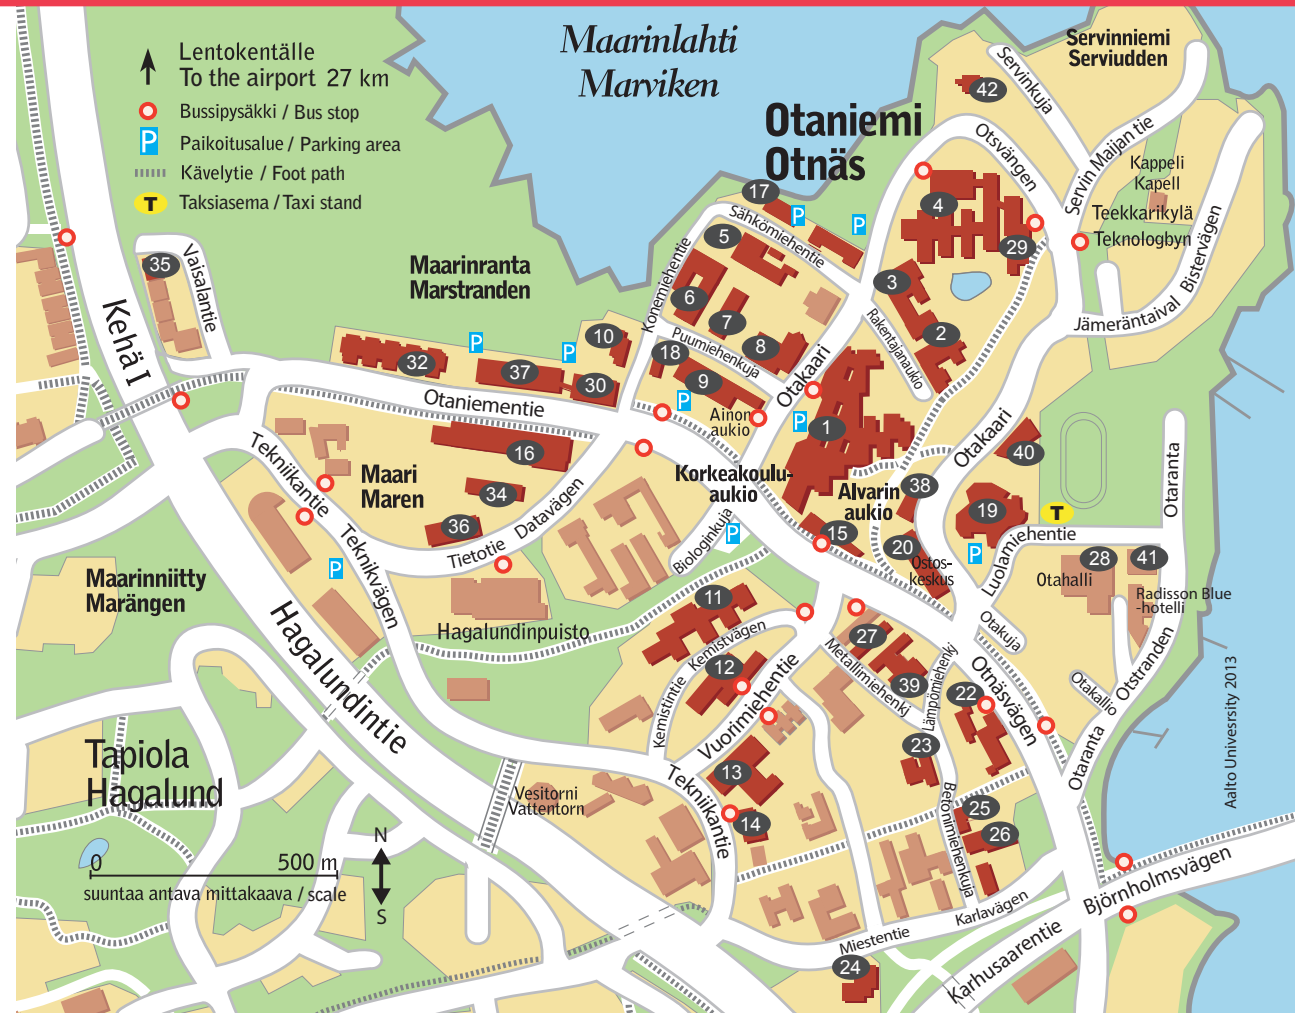 Maarinlahti
Marviken
Servinniemi
Serviudden
Lentokentälle
To the airport 27 km
Bussipysäkki / Bus stop
P
Paikoitusalue / Parking area
Kävelytie / Foot path
T
Taksiasema / Taxi stand
Otaniemi
Otnäs
Servinkuja
42
Otsvängen
Servin Maijan tie
Kappeli
Kapell
Teekkarikylä
Teknologbyn
Bistervägen
Jämeräntaival
17
P
P
Sähkömiehentie
5
4
29
3
2
Konemiehentie
6
7
8
Puumiehenkuja
Rakentajanaukio
35
Vaisalantie
Kehä I
Maarinranta
Marstranden
32
P
37
P
30
10
18
9
P
Otakaari
Ainon
aukio
P
1
Otaniementie
16
Maari
Maren
34
36
Tekniikantie
Tietotie
Datavägen
Korkeakoulu-
aukio
Alvarin
aukio
38
Otakaari
40
19
T
P
Luolamiehentie
Otaranta
15
20
Ostos-
keskus
28
Otahalli
41
Radisson Blue
-hotelli
Biologinkuja
P
Maarinniitty
Marängen
P
Teknikvägen
Hagalundintie
Hagalundinpuisto
11
Kemistvägen
12
Kemistintie
Vuorimiehentie
27
Metallimiehenkj
39
Lämpömiehenkj
22
Otnäsvägen
Otakuja
Otakallio
Otstranden
Otaranta
23
Tapiola
Hagalund
Vesitorni
Vattentorn
Tekniikantie
13
14
Betonimiehenkuja
25
26
Aalto Univesrsity 2013
N
S
0
500 m
suuntaa antava mittakaava / scale
Miestentie
Karlavägen
24
Karhusaarentie
Björnholmsvägen